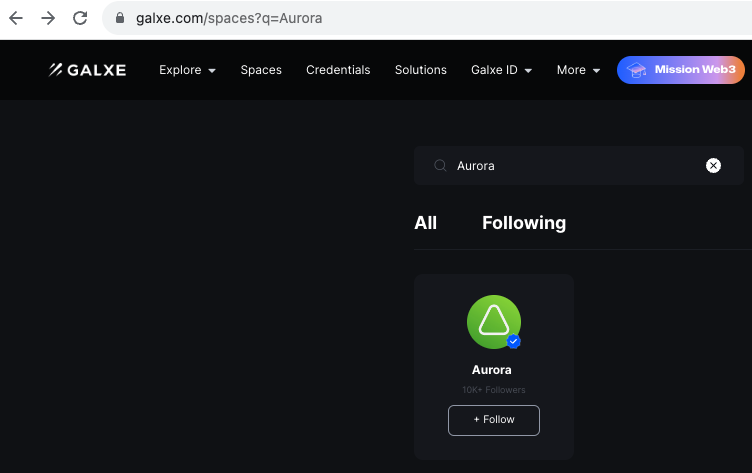 galxe.com/spaces?q=Aurora
GALXE Explore Spaces Credentials Solutions Galxe ID More Mission Web3
Aurora
All Following
Aurora
10K+ Followers
+ Follow